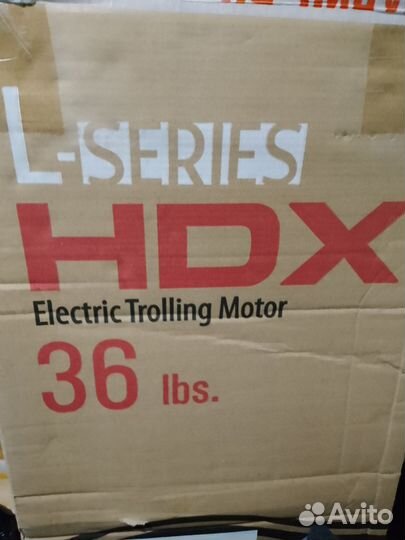 L-SERIES
HDX
Electric Trolling Motor
36 lbs.
Avito